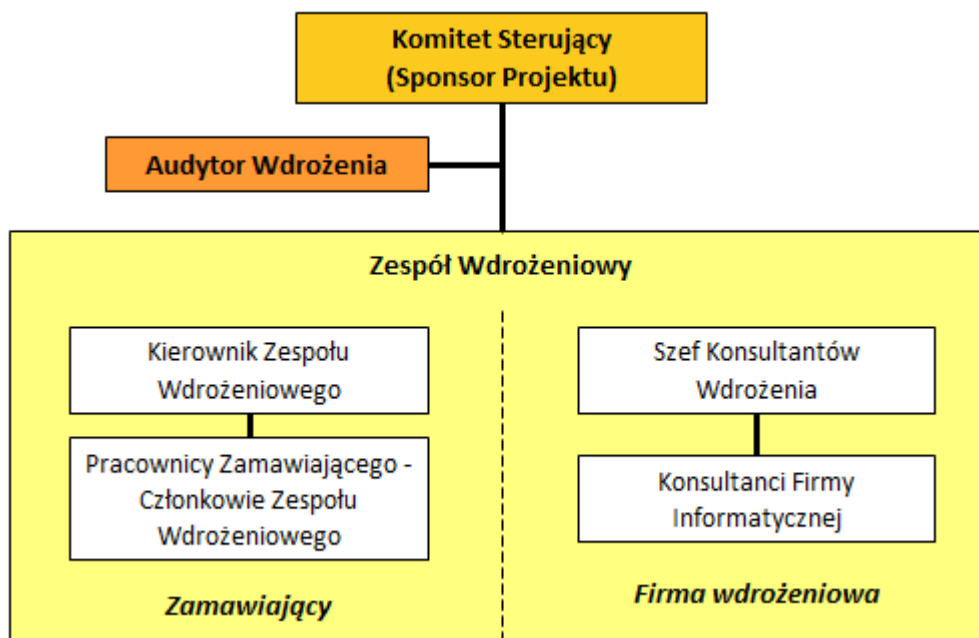 Komitet Sterujący
(Sponsor Projektu)
Audytor Wdrożenia
Zespół Wdrożeniowy
Kierownik Zespołu
Wdrożeniowego
Pracownicy Zamawiającego -
Członkowie Zespołu
Wdrożeniowego
Zamawiający
Szef Konsultantów
Wdrożenia
Konsultanci Firmy
Informatycznej
Firma wdrożeniowa